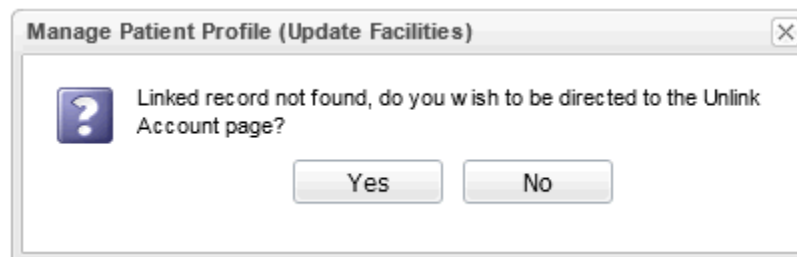 Manage Patient Profile (Update Facilities)
Linked record not found, do you wish to be directed to the Unlink
Account page?
Yes No